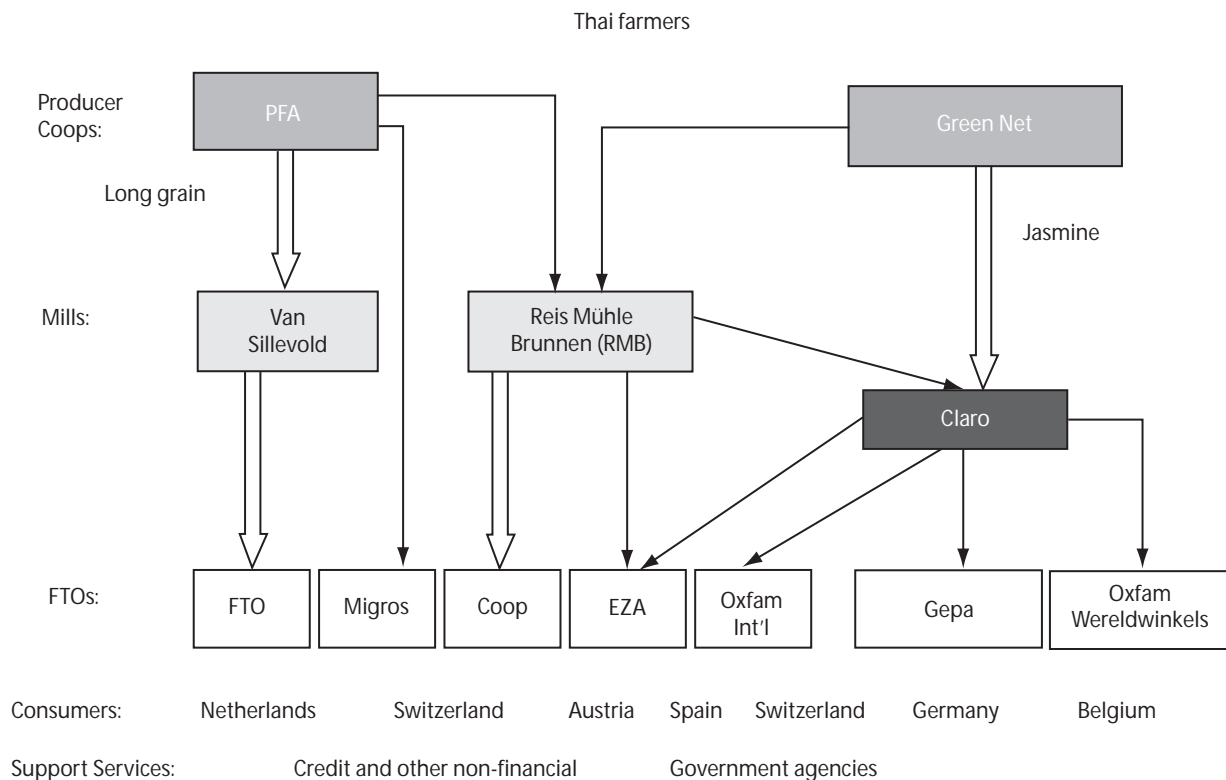 Thai farmers
Producer
Coops:
PFA
Green Net
Long grain
Jasmine
Mills:
Van
Sillevold
Reis Mühle
Brunnen (RMB)
Claro
FTOs:
FTO
Migros
Coop
EZA
Oxfam
Int'l
Gepa
Oxfam
Wereldwinkels
Consumers: Netherlands Switzerland Austria Spain Switzerland Germany Belgium
Support Services: Credit and other non-financial Government agencies